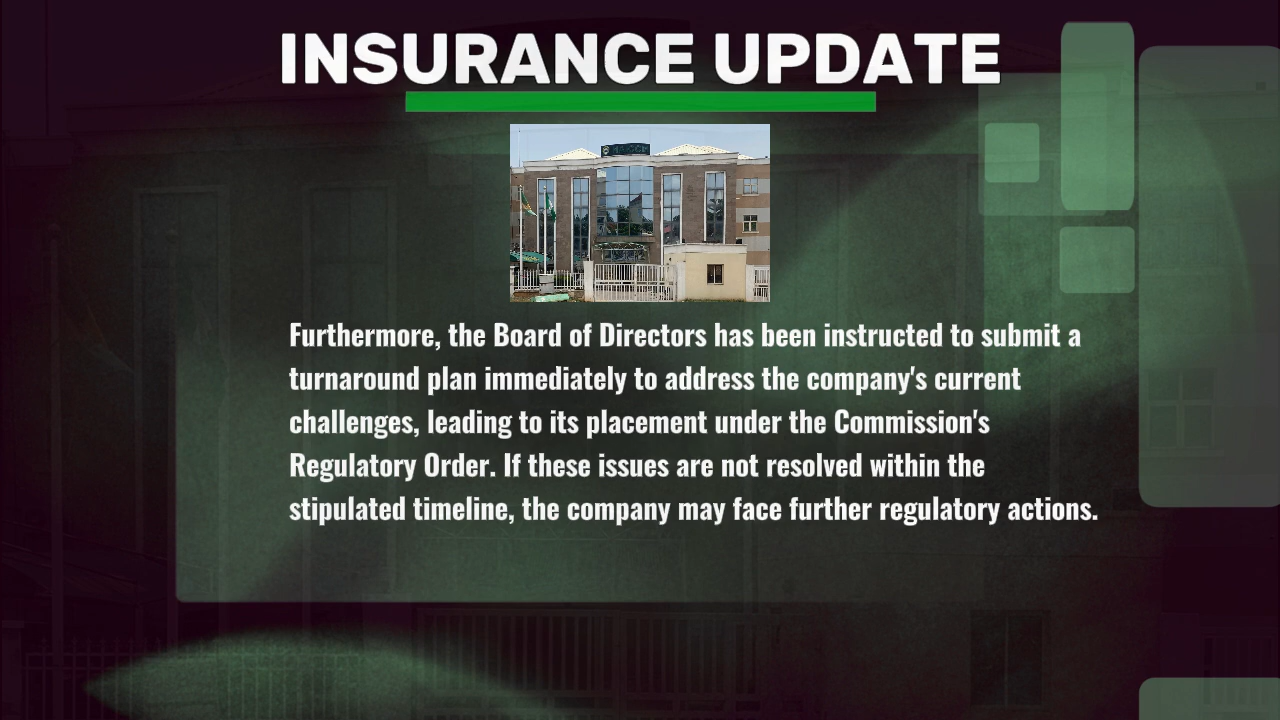 INSURANCE UPDATE
Furthermore, the Board of Directors has been instructed to submit a
turnaround plan immediately to address the company's current
challenges, leading to its placement under the Commission's
Regulatory Order. If these issues are not resolved within the
stipulated timeline, the company may face further regulatory actions.